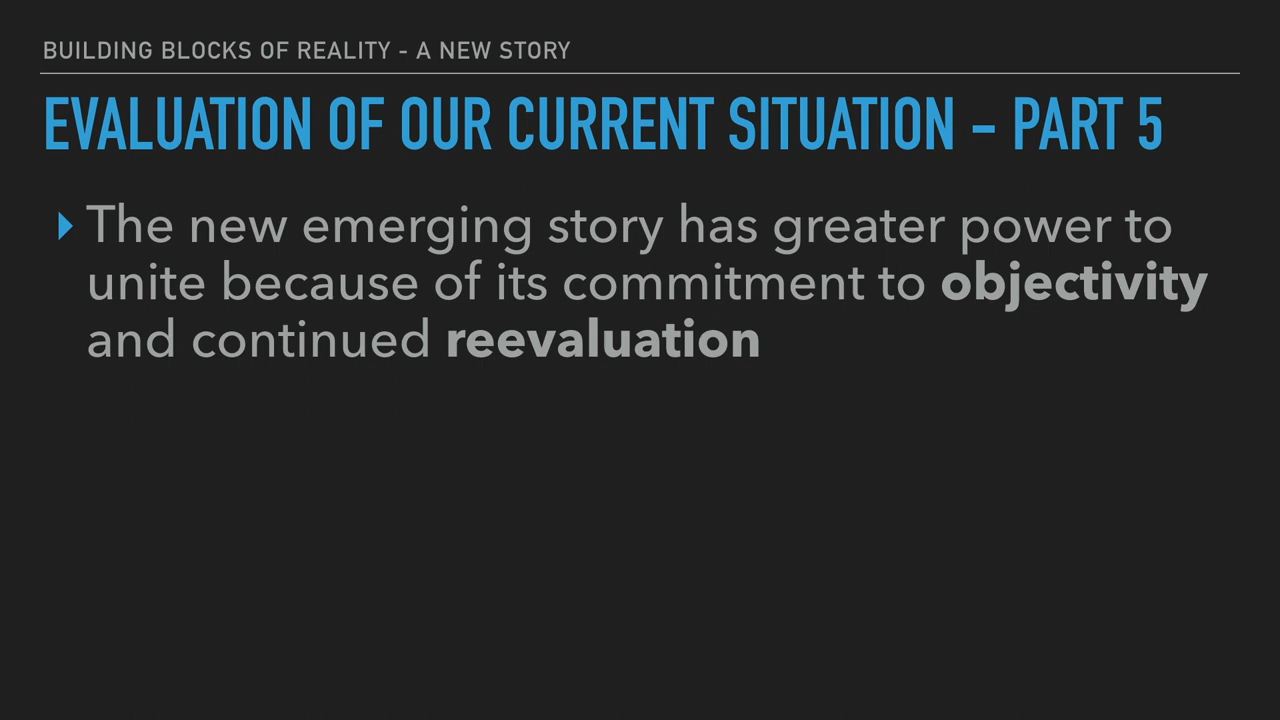 BUILDING BLOCKS OF REALITY - A NEW STORY
EVALUATION OF OUR CURRENT SITUATION - PART 5
The new emerging story has greater power to
unite because of its commitment to objectivity
and continued reevaluation